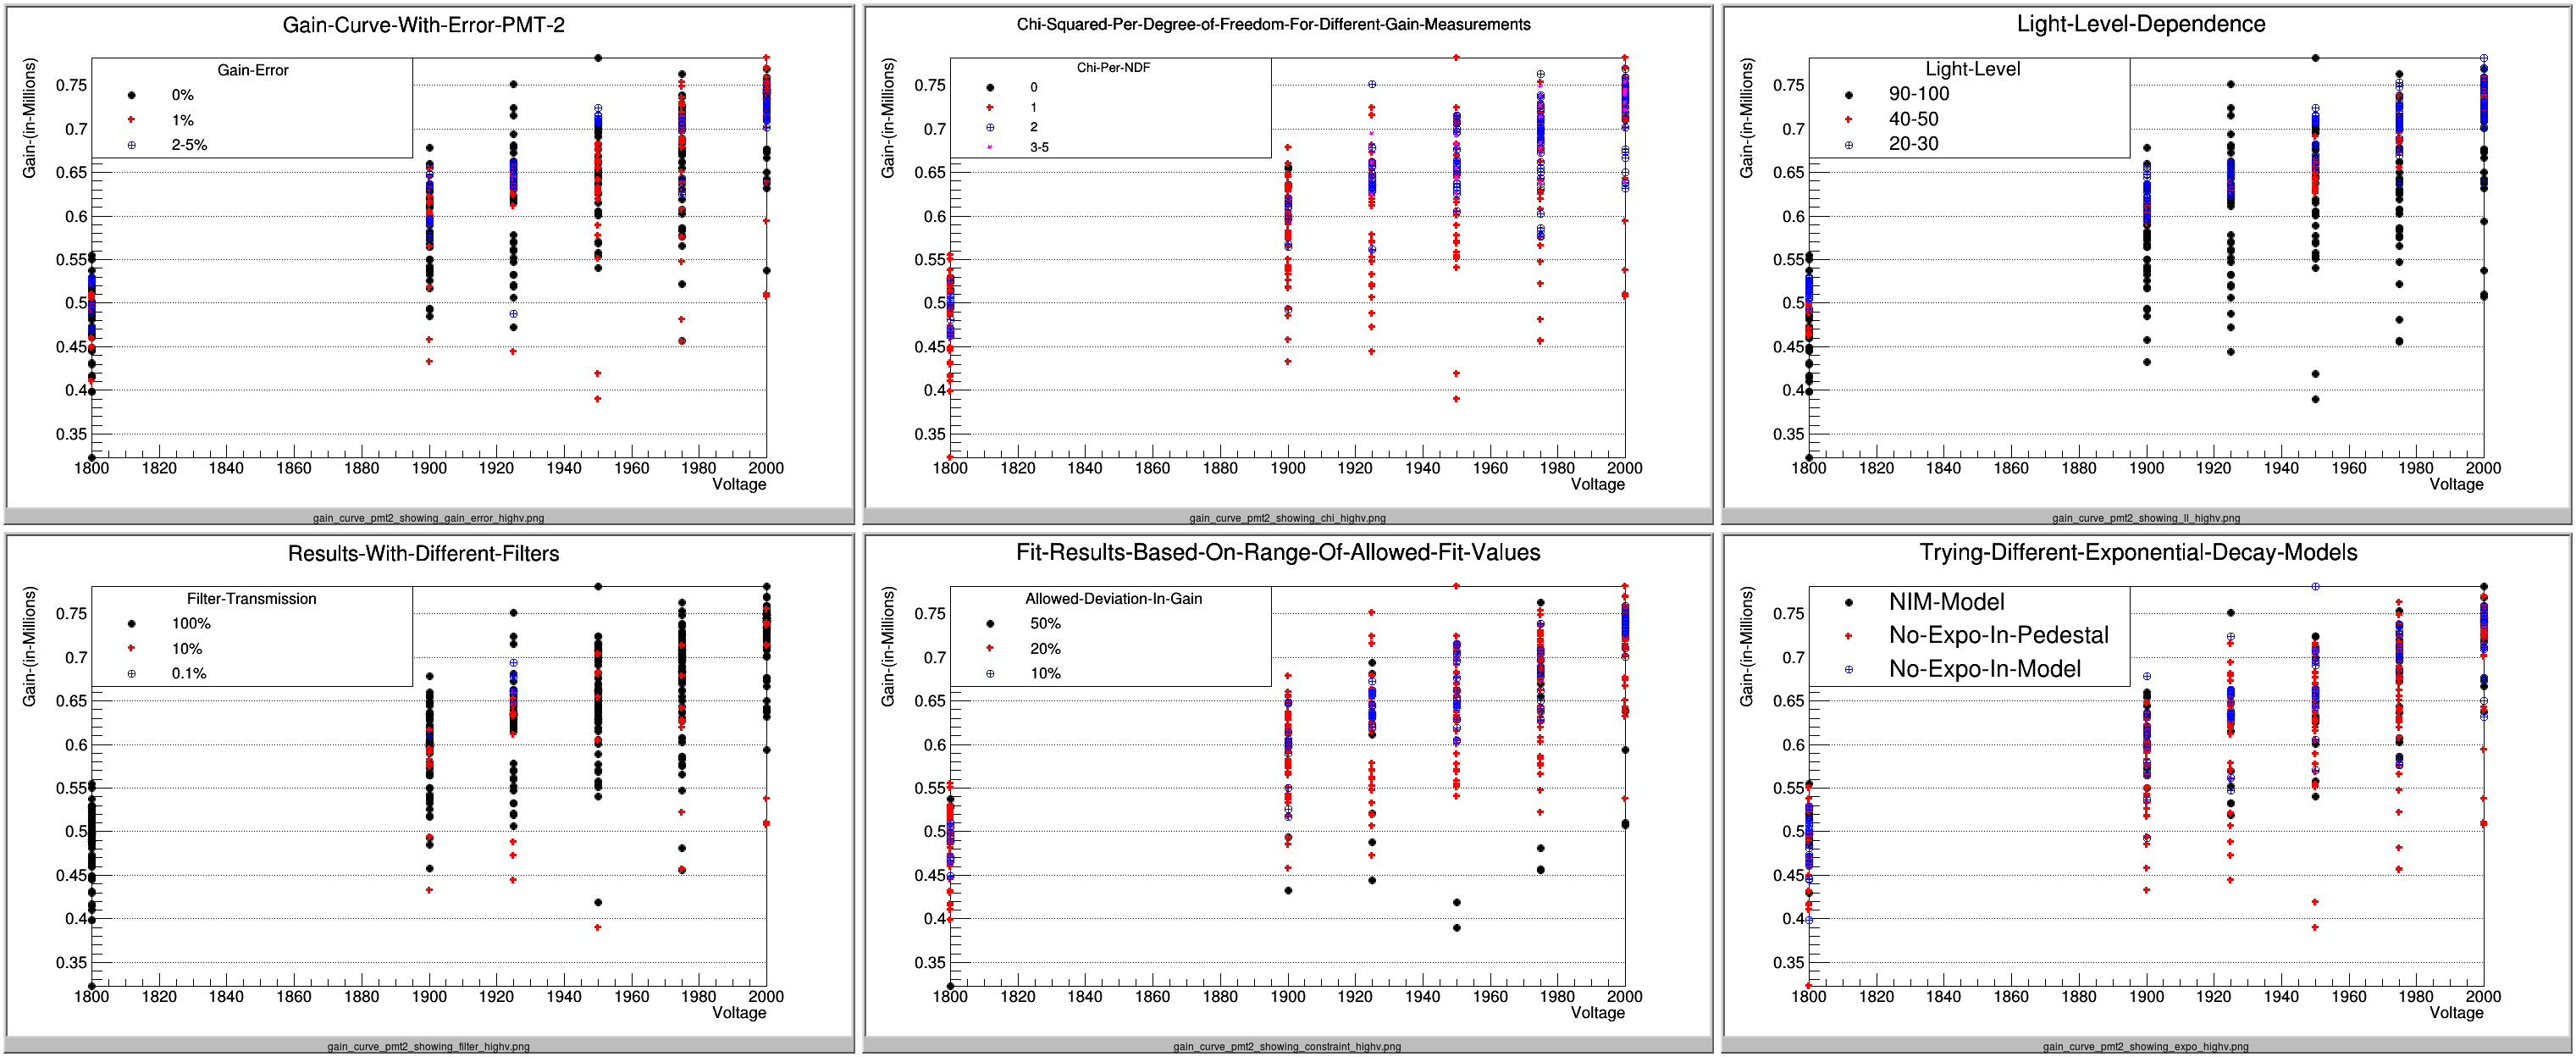 Gain-Curve-With-Error-PMT-2
Gain-(in-Millions)
Gain-Error
0%
1%
2-5%
0.75
0.7
0.65
0.6
0.55
0.5
0.45
0.4
0.35
1800 1820 1840 1860 1880 1900 1920 1940 1960 1980 2000
Voltage
gain_curve_pmt2_showing_gain_error_highv.png
Chi-Squared-Per-Degree-of-Freedom-For-Different-Gain-Measurements
Gain-(in-Millions)
Chi-Per-NDF
0
1
2
3-5
0.75
0.7
0.65
0.6
0.55
0.5
0.45
0.4
0.35
1800 1820 1840 1860 1880 1900 1920 1940 1960 1980 2000
Voltage
gain_curve_pmt2_showing_chi_highv.png
Light-Level-Dependence
Gain-(in-Millions)
Light-Level
90-100
40-50
20-30
0.75
0.7
0.65
0.6
0.55
0.5
0.45
0.4
0.35
1800 1820 1840 1860 1880 1900 1920 1940 1960 1980 2000
Voltage
gain_curve_pmt2_showing_ll_highv.png
Results-With-Different-Filters
Gain-(in-Millions)
Filter-Transmission
100%
10%
0.1%
0.75
0.7
0.65
0.6
0.55
0.5
0.45
0.4
0.35
1800 1820 1840 1860 1880 1900 1920 1940 1960 1980 2000
Voltage
gain_curve_pmt2_showing_filter_highv.png
Fit-Results-Based-On-Range-Of-Allowed-Fit-Values
Gain-(in-Millions)
Allowed-Deviation-In-Gain
50%
20%
10%
0.75
0.7
0.65
0.6
0.55
0.5
0.45
0.4
0.35
1800 1820 1840 1860 1880 1900 1920 1940 1960 1980 2000
Voltage
gain_curve_pmt2_showing_constraint_highv.png
Trying-Different-Exponential-Decay-Models
Gain-(in-Millions)
NIM-Model
No-Expo-In-Pedestal
No-Expo-In-Model
0.75
0.7
0.65
0.6
0.55
0.5
0.45
0.4
0.35
1800 1820 1840 1860 1880 1900 1920 1940 1960 1980 2000
Voltage
gain_curve_pmt2_showing_expo_highv.png